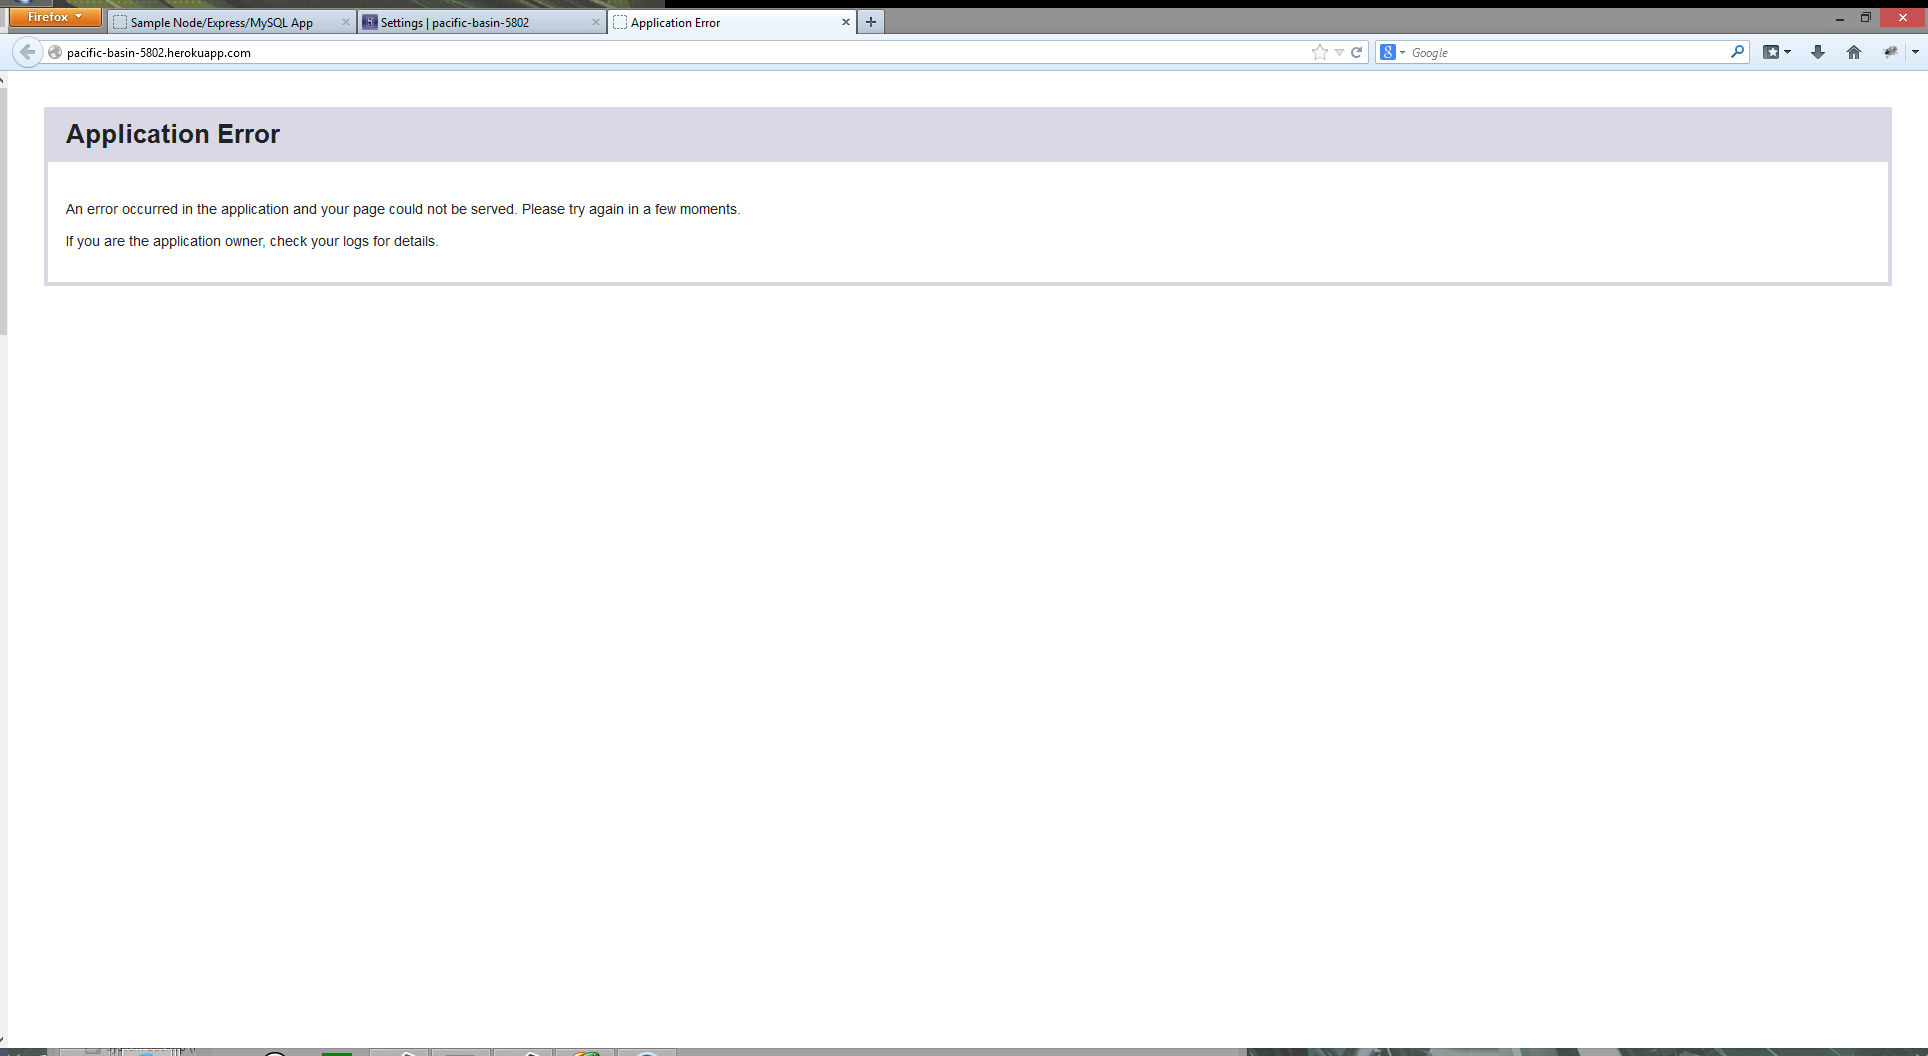 Firefox
Sample Node/Express/MySQL App
Settings | pacific-basin-5802
Application Error
pacific-basin-5802.herokuapp.com
Google
Application Error
An error occurred in the application and your page could not be served. Please try again in a few moments.
If you are the application owner, check your logs for details.